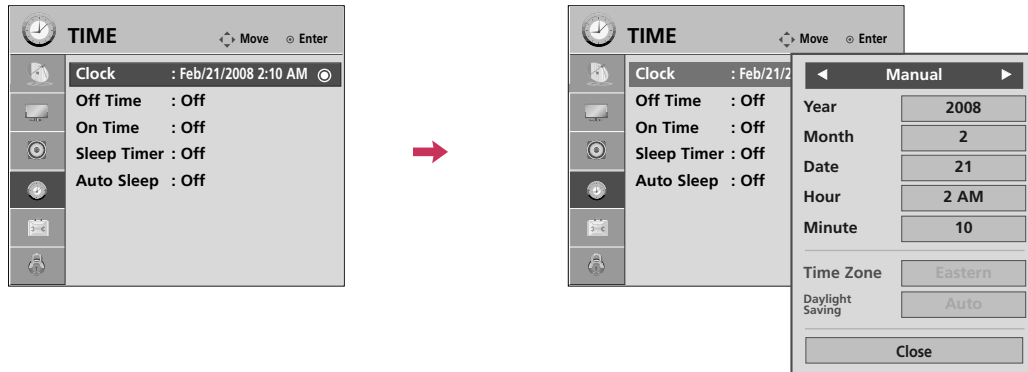 TIME
Move Enter
Clock : Feb/21/2008 2:10 AM
Off Time : Off
On Time : Off
Sleep Timer : Off
Auto Sleep : Off
TIME
Move Enter
Clock : Feb/21/2
Off Time : Off
On Time : Off
Sleep Timer : Off
Auto Sleep : Off
Manual
Year 2008
Month 2
Date 21
Hour 2 AM
Minute 10
Time Zone Eastern
Daylight
Saving
Auto
Close